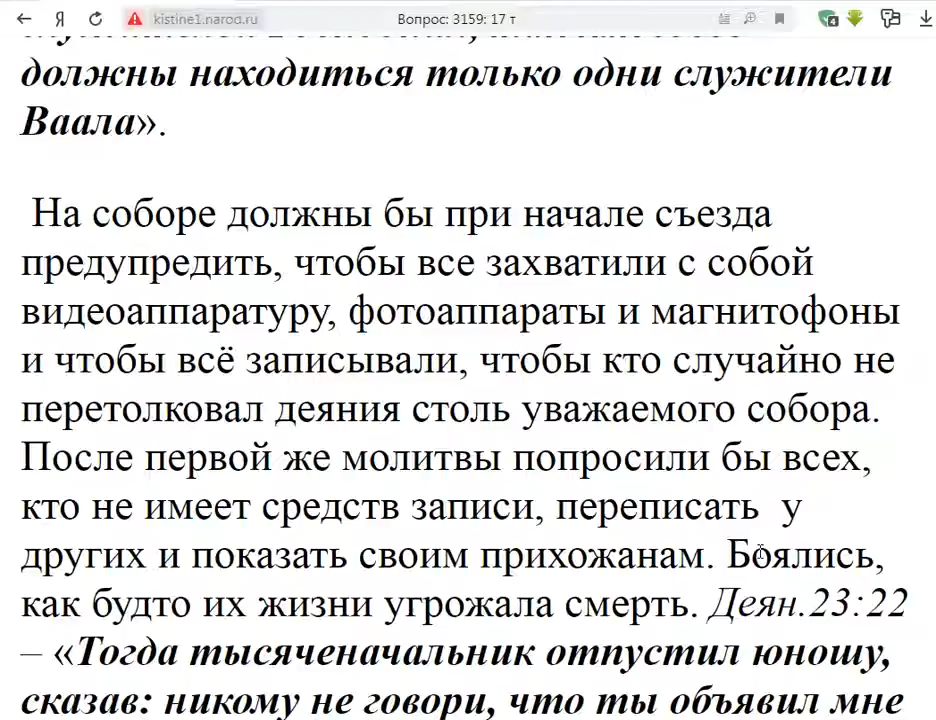 kistine1.narod.ru
Вопрос: 3159: 17 т
должны находиться только одни служители
Ваала».
На соборе должны бы при начале съезда
предупредить, чтобы все захватили с собой
видеоаппаратуру, фотоаппараты и магнитофоны
и чтобы всё записывали, чтобы кто случайно не
перетолковал деяния столь уважаемого собора.
После первой же молитвы попросили бы всех,
кто не имеет средств записи, переписать у
других и показать своим прихожанам. Боялись,
как будто их жизни угрожала смерть. Деян.23:22
– «Тогда тысяченачальник отпустил юношу,
сказав: никому не говори, что ты объявил мне